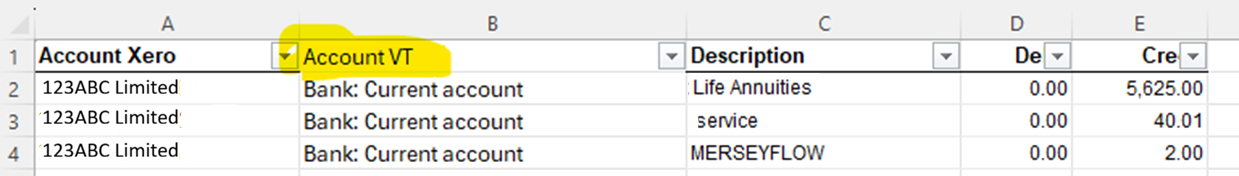 A B C D E
1 Account Xero Account VT Description De Cre
2 123ABC Limited Bank: Current account Life Annuities 0.00 5,625.00
3 123ABC Limited Bank: Current account service 0.00 40.01
4 123ABC Limited Bank: Current account MERSEYFLOW 0.00 2.00